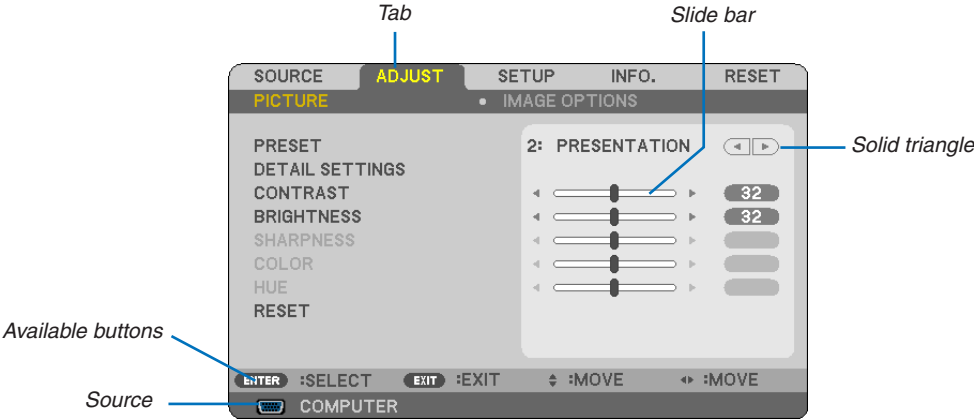 Tab
Slide bar
SOURCE ADJUST SETUP INFO. RESET
PICTURE • IMAGE OPTIONS
PRESET 2: PRESENTATION
Solid triangle
DETAIL SETTINGS
CONTRAST 32
BRIGHTNESS 32
SHARPNESS
COLOR
HUE
RESET
Available buttons
ENTER :SELECT EXIT :EXIT :MOVE :MOVE
Source
COMPUTER